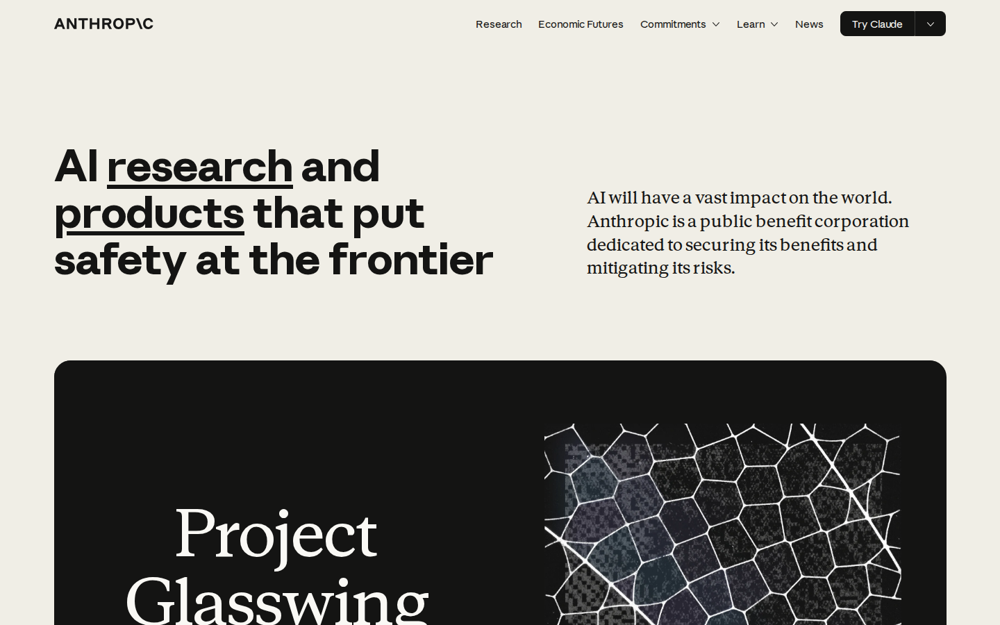 ANTHROP\C
Research Economic Futures Commitments Learn News Try Claude
AI research and
products that put
safety at the frontier
AI will have a vast impact on the world.
Anthropic is a public benefit corporation
dedicated to securing its benefits and
mitigating its risks.
Project
Glasswing